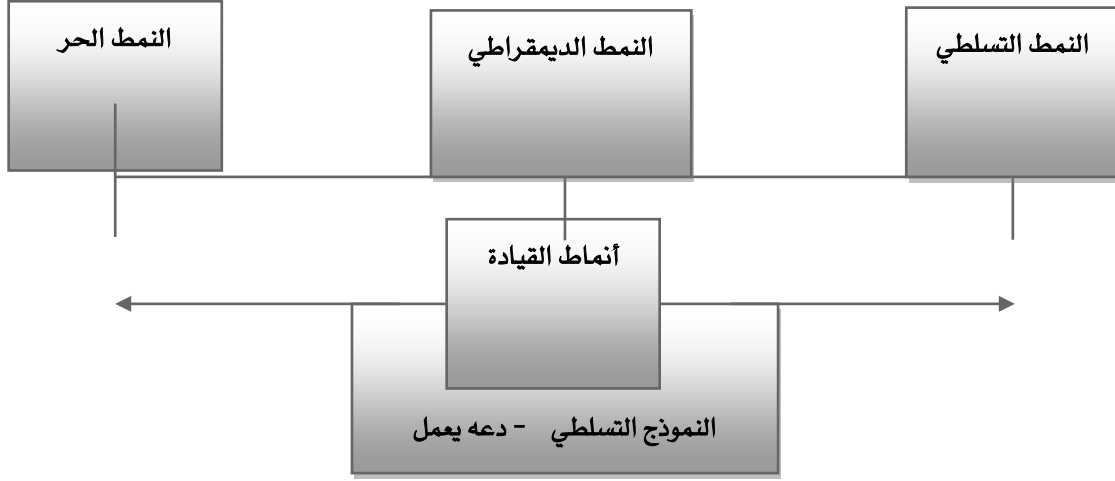 النمط التسلطي
النمط الديمقراطي
النمط الحر
أنماط القيادة
النموذج التسلطي - دعه يعمل